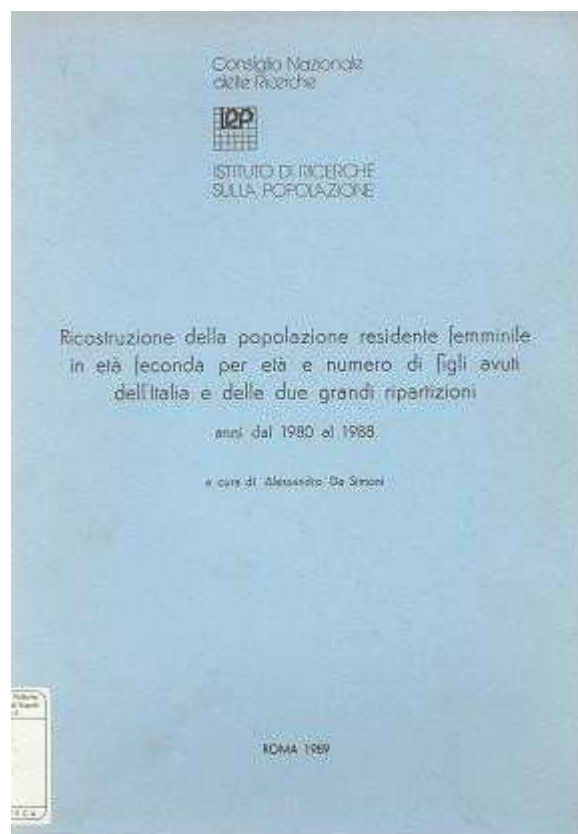 Consiglio Nazionale
delle Ricerche
IRP
ISTITUTO DI RICERCHE
SULLA POPOLAZIONE
Ricostruzione della popolazione residente femminile
in età feconda per età e numero di figli avuti
dell'Italia e delle due grandi ripartizioni
anni dal 1980 al 1988
a cura di Alessandro De Simoni
ROMA 1989